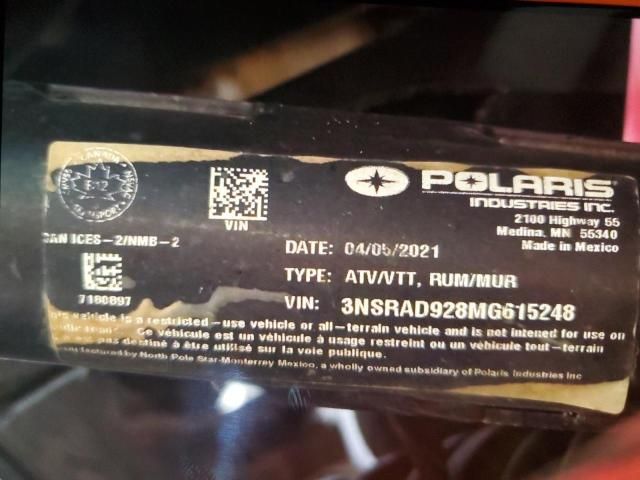 CANADA
NSVAC
TRANSPORT
VIN
POLARIS
INDUSTRIES INC.
2100 Highway 55
Medina, MN 55340
Made in Mexico
CAN ICES-2/NMB-2
7180897
DATE: 04/05/2021
TYPE: ATV/VTT, RUM/MUR
VIN: 3NSRAD928MG615248
vehicle is a restricted-use vehicle or all-terrain vehicle and is not intended for use on
Ce véhicule est un véhicule à usage restreint ou un véhicule tout-terrain
pas destiné à être utilisé sur la voie publique.
by North Pole Star-Monterrey Mexico, a wholly owned subsidiary of Polaris Industries Inc